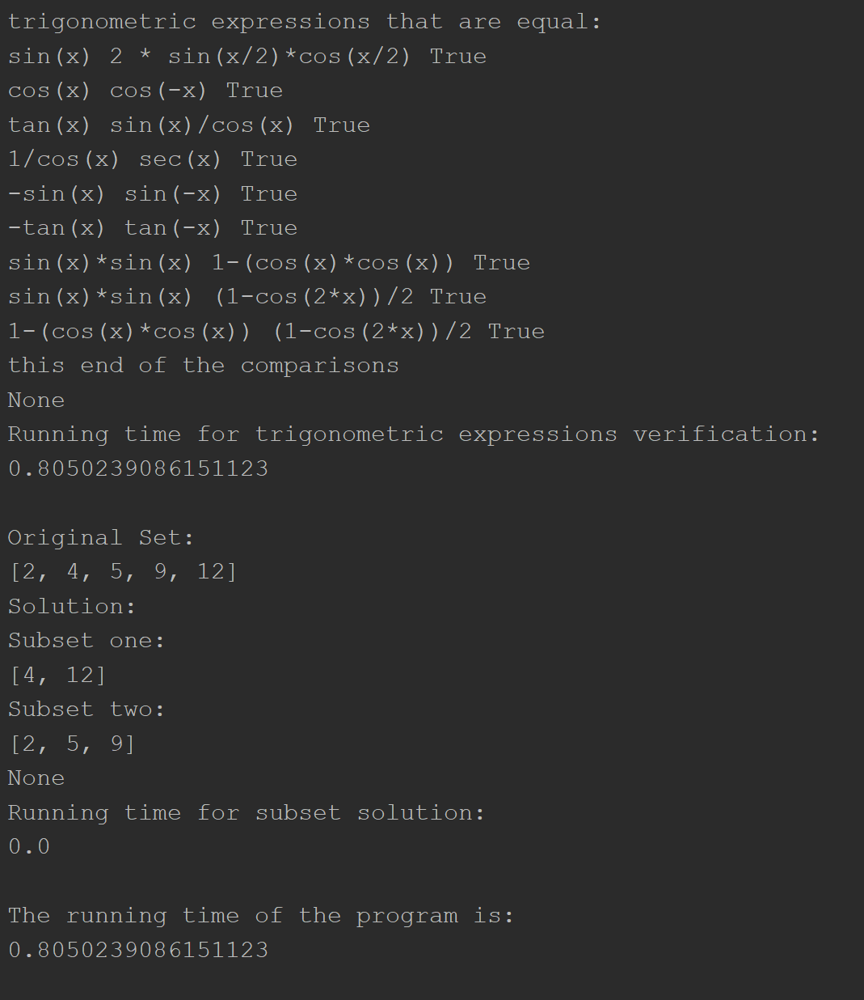 trigonometric expressions that are equal:
sin(x) 2 * sin(x/2)*cos(x/2) True
cos(x) cos(-x) True
tan(x) sin(x)/cos(x) True
1/cos(x) sec(x) True
-sin(x) sin(-x) True
-tan(x) tan(-x) True
sin(x)*sin(x) 1-(cos(x)*cos(x)) True
sin(x)*sin(x) (1-cos(2*x))/2 True
1-(cos(x)*cos(x)) (1-cos(2*x))/2 True
this end of the comparisons
None
Running time for trigonometric expressions verification:
0.8050239086151123
Original Set:
[2, 4, 5, 9, 12]
Solution:
Subset one:
[4, 12]
Subset two:
[2, 5, 9]
None
Running time for subset solution:
0.0
The running time of the program is:
0.8050239086151123